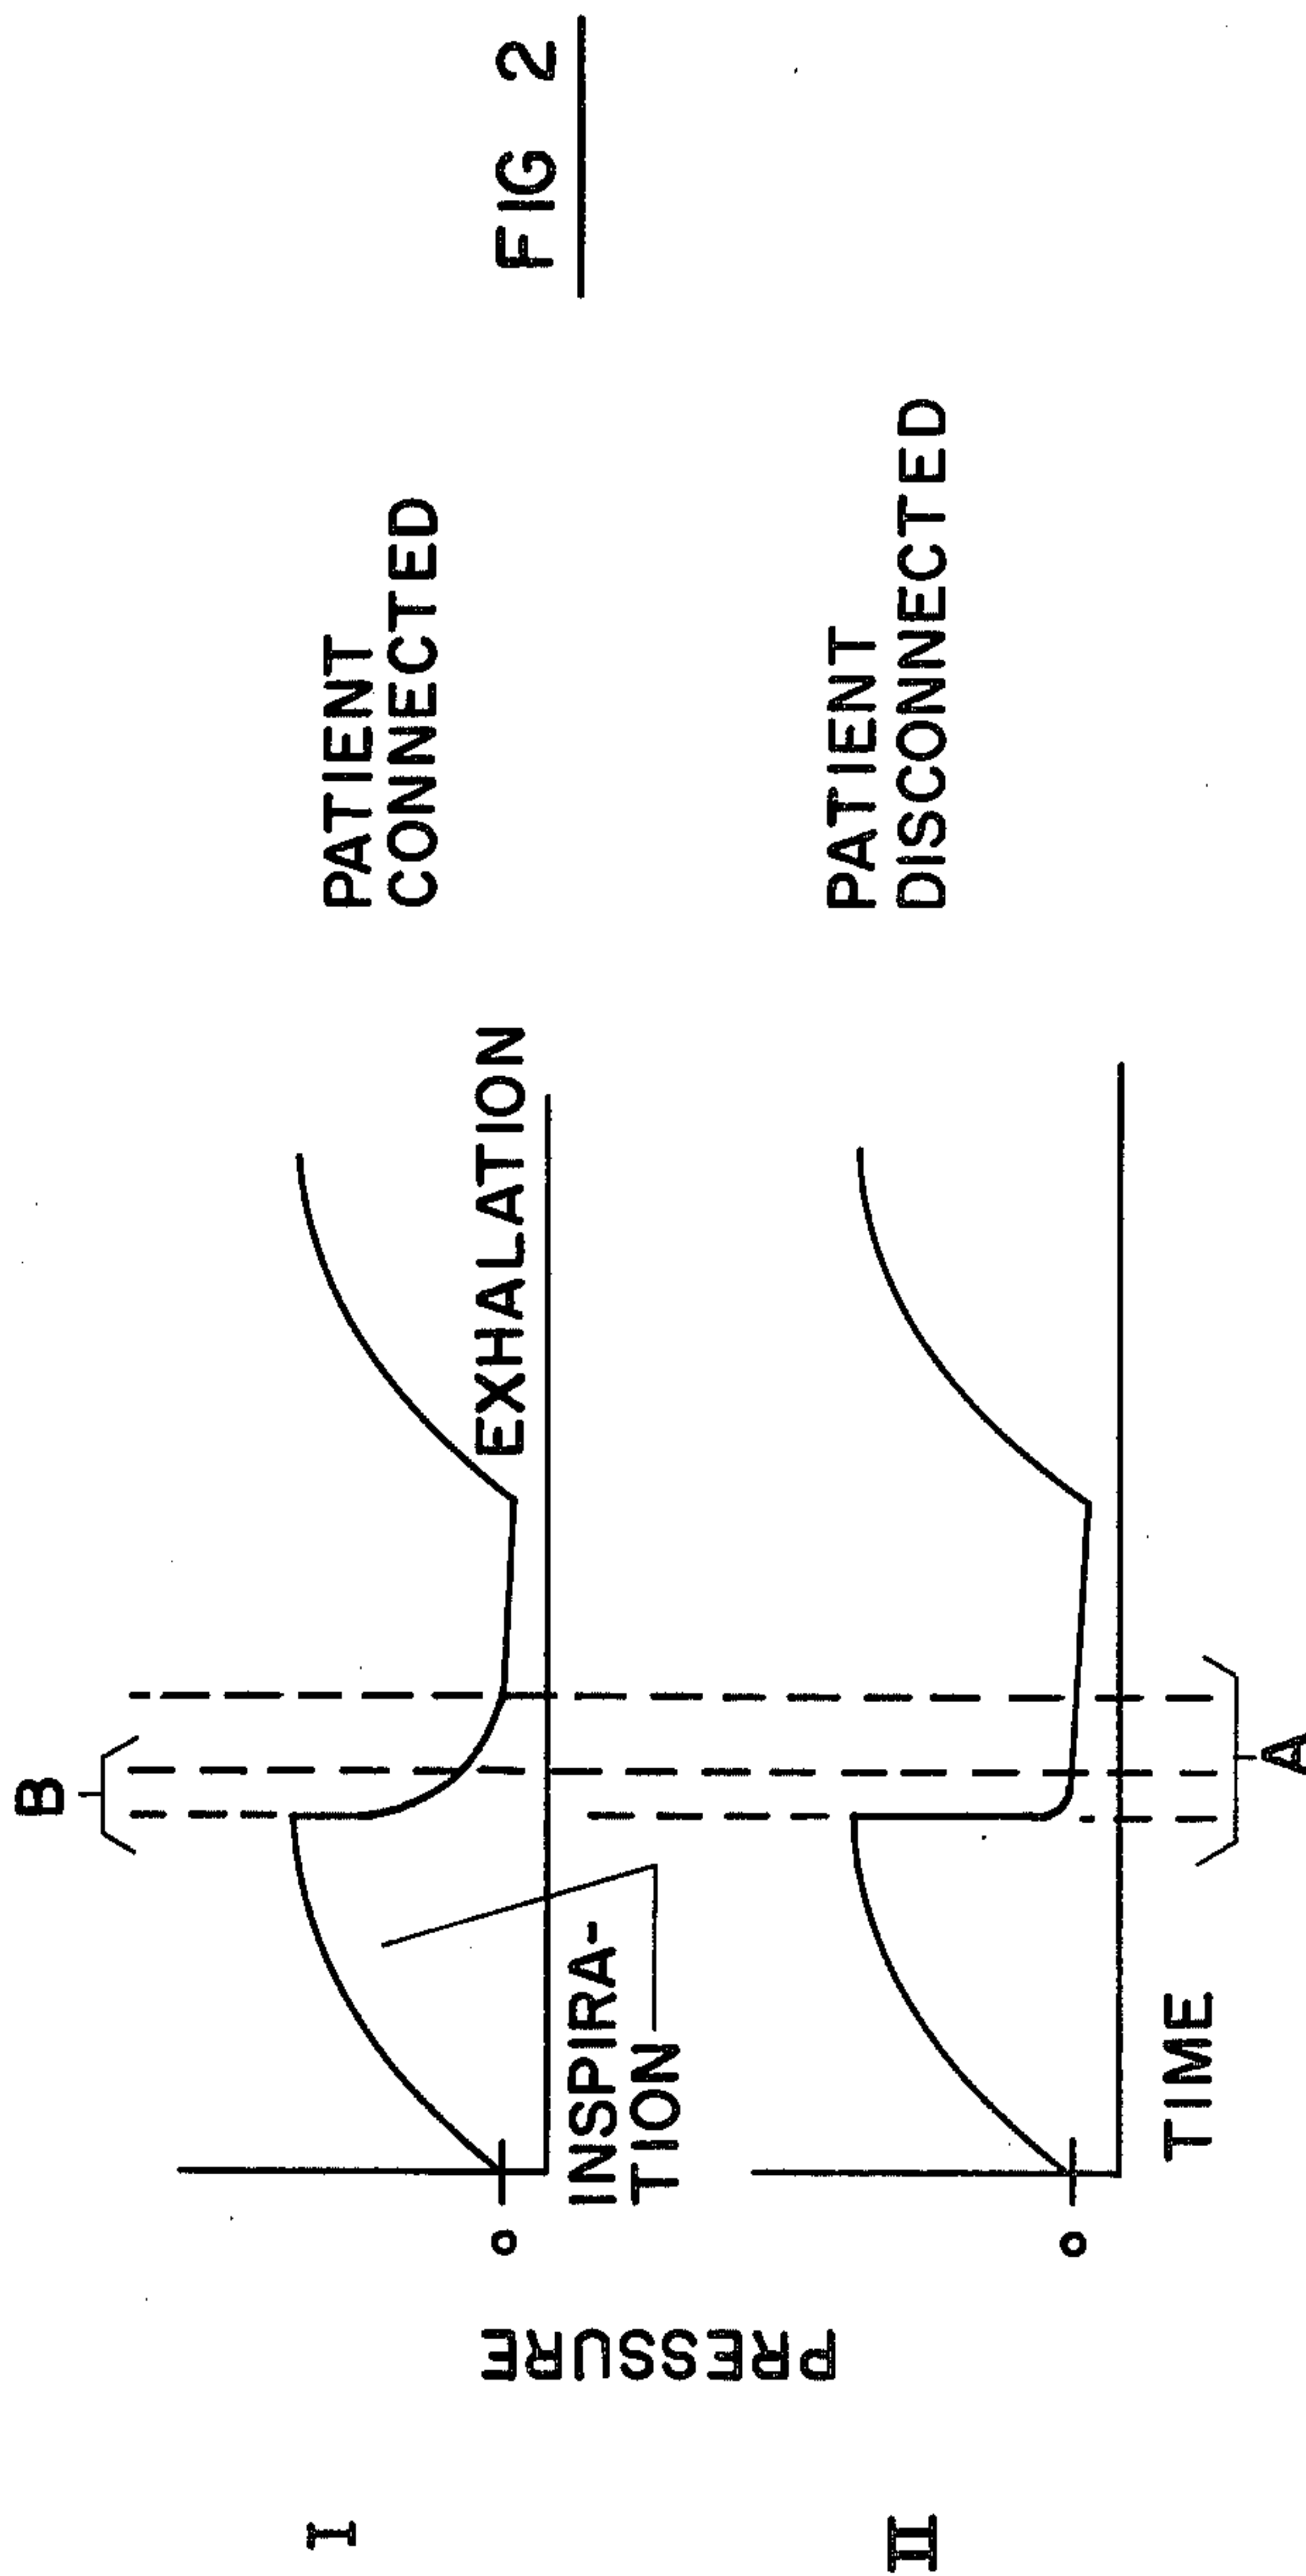 FIG 2
B
I
PATIENT
CONNECTED
O
EXHALATION
INSPIRA-
TION
PRESSURE
II
PATIENT
DISCONNECTED
O
TIME
A